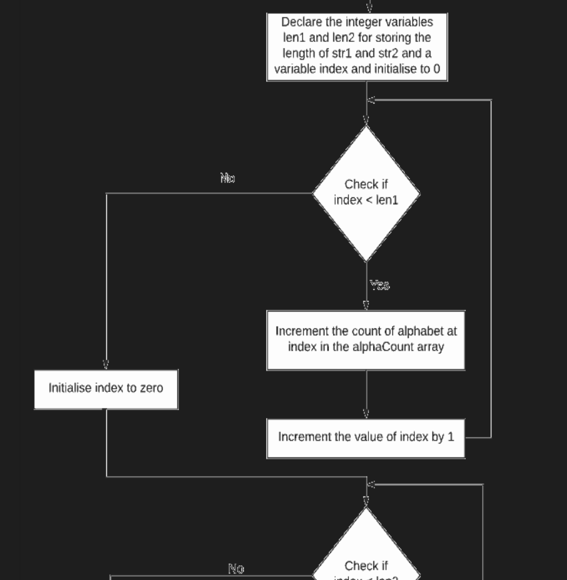 Declare the integer variables
len1 and len2 for storing the
length of str1 and str2 and a
variable index and initialise to 0
No
Check if
index < len1
Yes
Increment the count of alphabet at
index in the alphaCount array
Initialise index to zero
Increment the value of index by 1
No
Check if